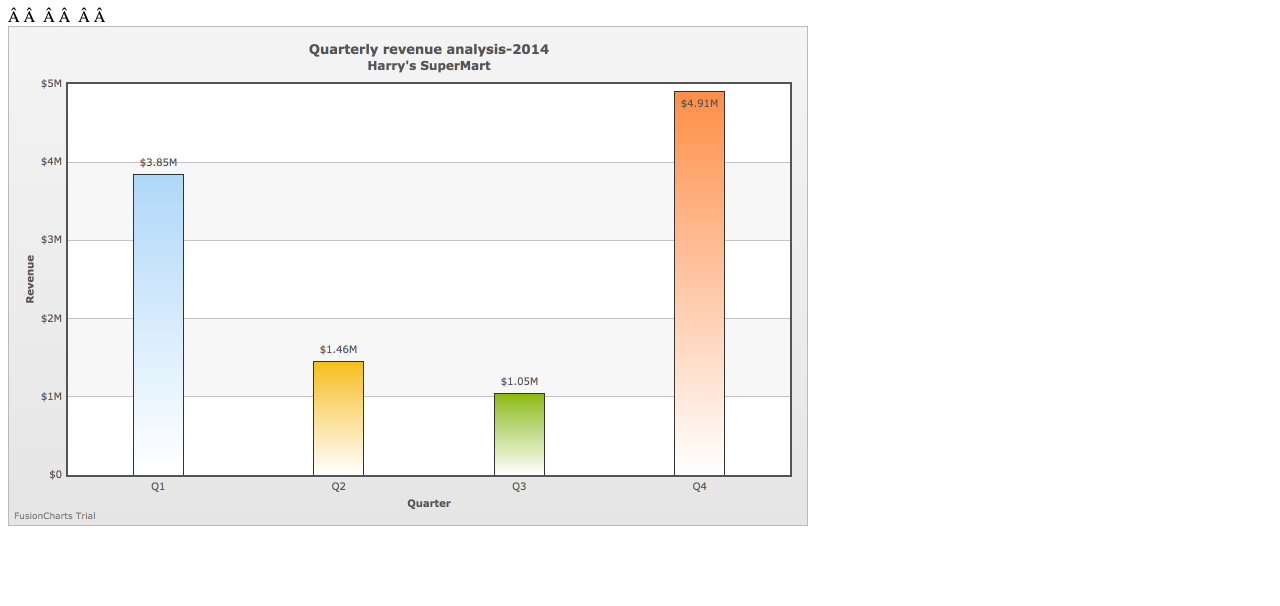 Â Â  Â Â  Â Â
Quarterly revenue analysis-2014
Harry's SuperMart
$5M
$4M
$3M
$2M
$1M
$0
Revenue
$3.85M
$1.46M
$1.05M
$4.91M
Q1 Q2 Q3 Q4
Quarter
FusionCharts Trial